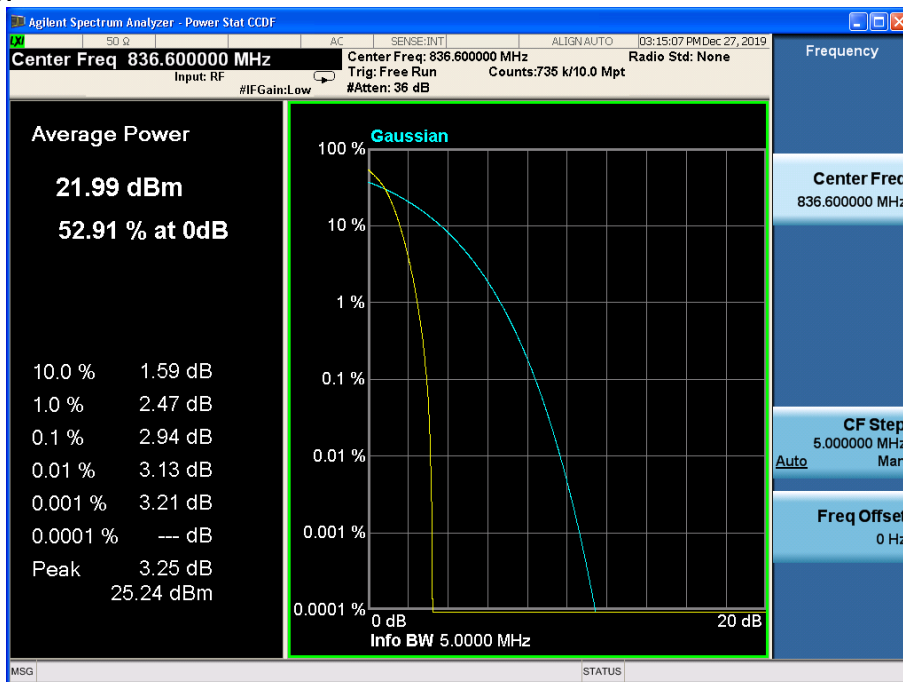 Agilent Spectrum Analyzer - Power Stat CCDF
LXI 50 Ω AC SENSE:INT ALIGN AUTO 03:15:07 PM Dec 27, 2019
Center Freq 836.600000 MHz
Input: RF
#IFGain:Low
Center Freq: 836.600000 MHz
Trig: Free Run Counts:735 k/10.0 Mpt
#Atten: 36 dB
Radio Std: None
Average Power
21.99 dBm
52.91 % at 0dB
10.0 % 1.59 dB
1.0 % 2.47 dB
0.1 % 2.94 dB
0.01 % 3.13 dB
0.001 % 3.21 dB
0.0001 % --- dB
Peak 3.25 dB
25.24 dBm
Gaussian
100 %
10 %
1 %
0.1 %
0.01 %
0.001 %
0.0001 %
0 dB 20 dB
Info BW 5.0000 MHz
Frequency
Center Freq
836.600000 MHz
CF Step
5.000000 MHz
Auto Man
Freq Offset
0 Hz
MSG STATUS